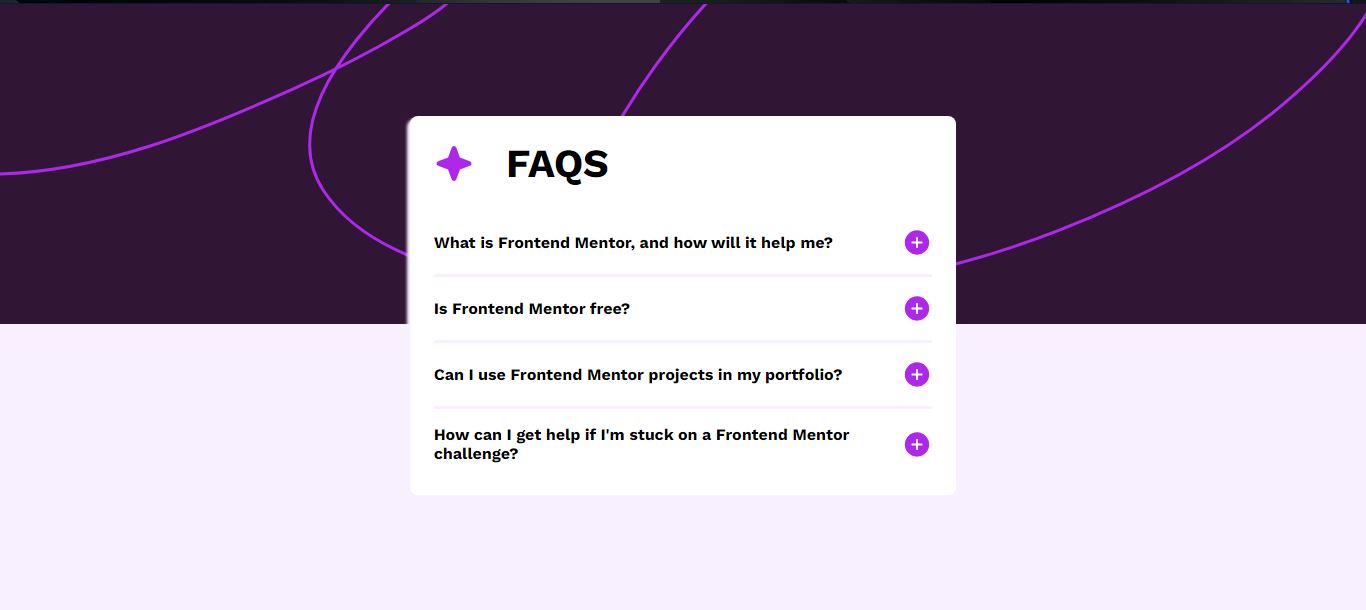 FAQS
What is Frontend Mentor, and how will it help me?
Is Frontend Mentor free?
Can I use Frontend Mentor projects in my portfolio?
How can I get help if I'm stuck on a Frontend Mentor
challenge?